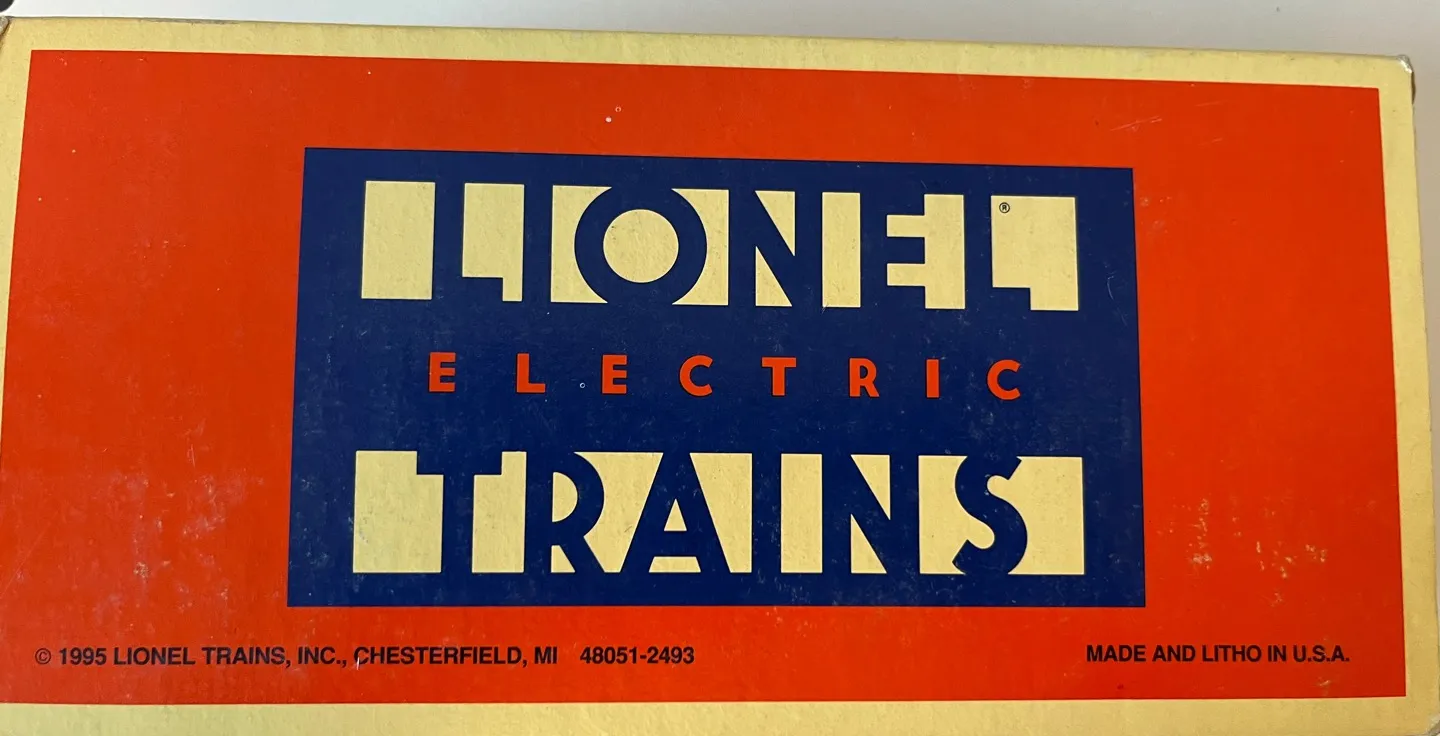 LIONEL®
ELECTRIC
TRAINS
© 1995 LIONEL TRAINS, INC., CHESTERFIELD, MI 48051-2493
MADE AND LITHO IN U.S.A.